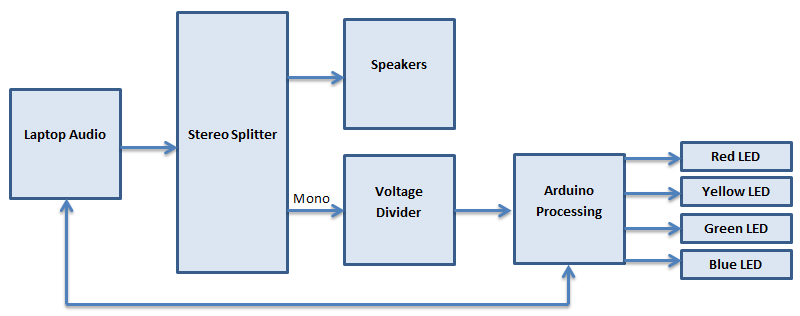 Laptop Audio
Stereo Splitter
Speakers
Mono
Voltage
Divider
Arduino
Processing
Red LED
Yellow LED
Green LED
Blue LED